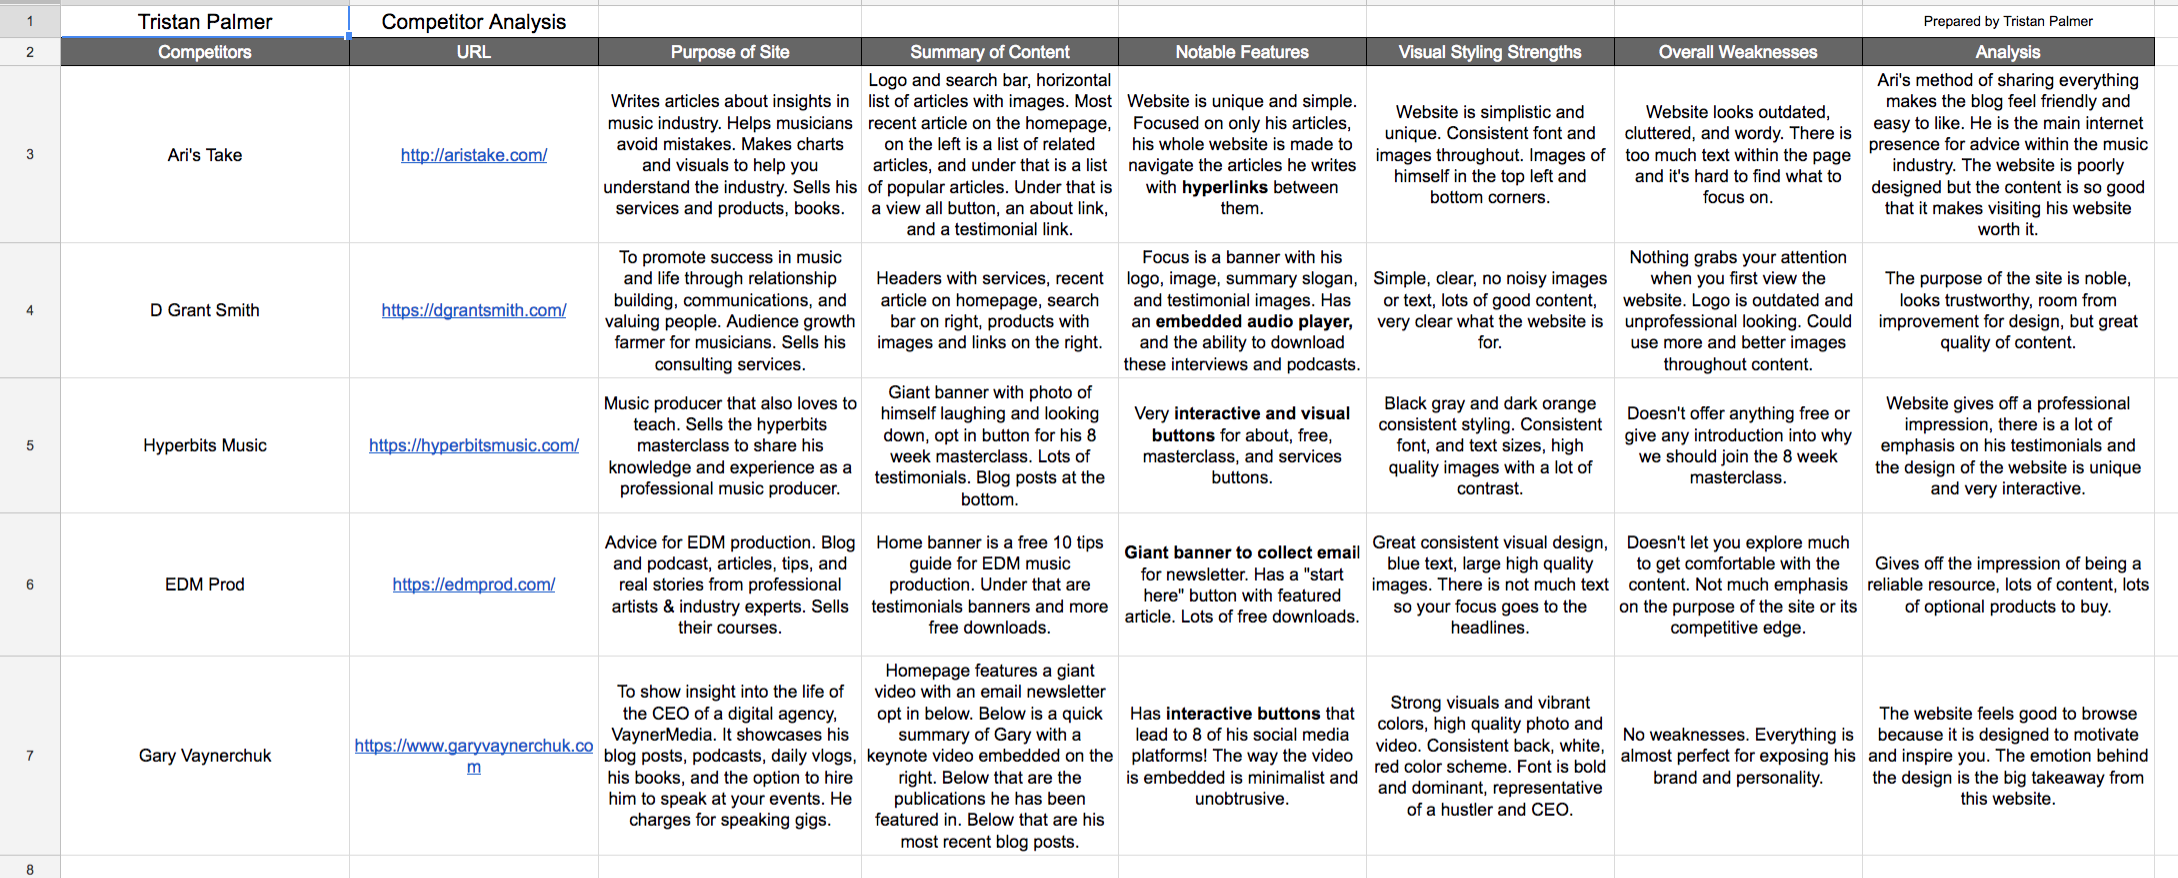 1
Tristan Palmer
Competitor Analysis
Prepared by Tristan Palmer
2
Competitors
URL
Purpose of Site
Summary of Content
Notable Features
Visual Styling Strengths
Overall Weaknesses
Analysis
3
Ari's Take
http://aristake.com/
Writes articles about insights in
music industry. Helps musicians
avoid mistakes. Makes charts
and visuals to help you
understand the industry. Sells his
services and products, books.
Logo and search bar, horizontal
list of articles with images. Most
recent article on the homepage,
on the left is a list of related
articles, and under that is a list
of popular articles. Under that is
a view all button, an about link,
and a testimonial link.
Website is unique and simple.
Focused on only his articles,
his whole website is made to
navigate the articles he writes
with hyperlinks between
them.
Website is simplistic and
unique. Consistent font and
images throughout. Images of
himself in the top left and
bottom corners.
Website looks outdated,
cluttered, and wordy. There is
too much text within the page
and it's hard to find what to
focus on.
Ari's method of sharing everything
makes the blog feel friendly and
easy to like. He is the main internet
presence for advice within the music
industry. The website is poorly
designed but the content is so good
that it makes visiting his website
worth it.
4
D Grant Smith
https://dgrantsmith.com/
To promote success in music
and life through relationship
building, communications, and
valuing people. Audience growth
farmer for musicians. Sells his
consulting services.
Headers with services, recent
article on homepage, search
bar on right, products with
images and links on the right.
Focus is a banner with his
logo, image, summary slogan,
and testimonial images. Has
an embedded audio player,
and the ability to download
these interviews and podcasts.
Simple, clear, no noisy images
or text, lots of good content,
very clear what the website is
for.
Nothing grabs your attention
when you first view the
website. Logo is outdated and
unprofessional looking. Could
use more and better images
throughout content.
The purpose of the site is noble,
looks trustworthy, room from
improvement for design, but great
quality of content.
5
Hyperbits Music
https://hyperbitsmusic.com/
Music producer that also loves to
teach. Sells the hyperbits
masterclass to share his
knowledge and experience as a
professional music producer.
Giant banner with photo of
himself laughing and looking
down, opt in button for his 8
week masterclass. Lots of
testimonials. Blog posts at the
bottom.
Very interactive and visual
buttons for about, free,
masterclass, and services
buttons.
Black gray and dark orange
consistent styling. Consistent
font, and text sizes, high
quality images with a lot of
contrast.
Doesn't offer anything free or
give any introduction into why
we should join the 8 week
masterclass.
Website gives off a professional
impression, there is a lot of
emphasis on his testimonials and
the design of the website is unique
and very interactive.
6
EDM Prod
https://edmprod.com/
Advice for EDM production. Blog
and podcast, articles, tips, and
real stories from professional
artists & industry experts. Sells
their courses.
Home banner is a free 10 tips
guide for EDM music
production. Under that are
testimonials banners and more
free downloads.
Giant banner to collect email
for newsletter. Has a "start
here" button with featured
article. Lots of free downloads.
Great consistent visual design,
blue text, large high quality
images. There is not much text
so your focus goes to the
headlines.
Doesn't let you explore much
to get comfortable with the
content. Not much emphasis
on the purpose of the site or its
competitive edge.
Gives off the impression of being a
reliable resource, lots of content, lots
of optional products to buy.
7
Gary Vaynerchuk
https://www.garyvaynerchuk.co
m
To show insight into the life of
the CEO of a digital agency,
VaynerMedia. It showcases his
blog posts, podcasts, daily vlogs,
his books, and the option to hire
him to speak at your events. He
charges for speaking gigs.
Homepage features a giant
video with an email newsletter
opt in below. Below is a quick
summary of Gary with a
keynote video embedded on the
right. Below that are the
publications he has been
featured in. Below that are his
most recent blog posts.
Has interactive buttons that
lead to 8 of his social media
platforms! The way the video
is embedded is minimalist and
unobtrusive.
Strong visuals and vibrant
colors, high quality photo and
video. Consistent back, white,
red color scheme. Font is bold
and dominant, representative
of a hustler and CEO.
No weaknesses. Everything is
almost perfect for exposing his
brand and personality.
The website feels good to browse
because it is designed to motivate
and inspire you. The emotion behind
the design is the big takeaway from
this website.
8